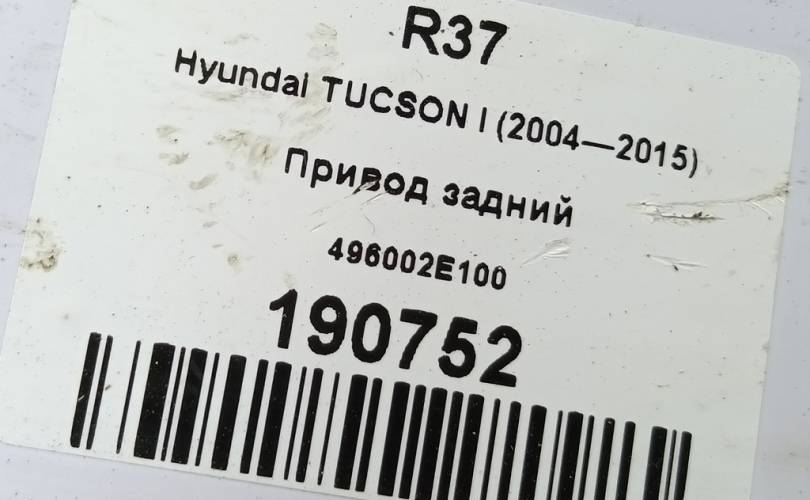 R37
Hyundai TUCSON I (2004—2015)
Привод задний
496002E100
190752